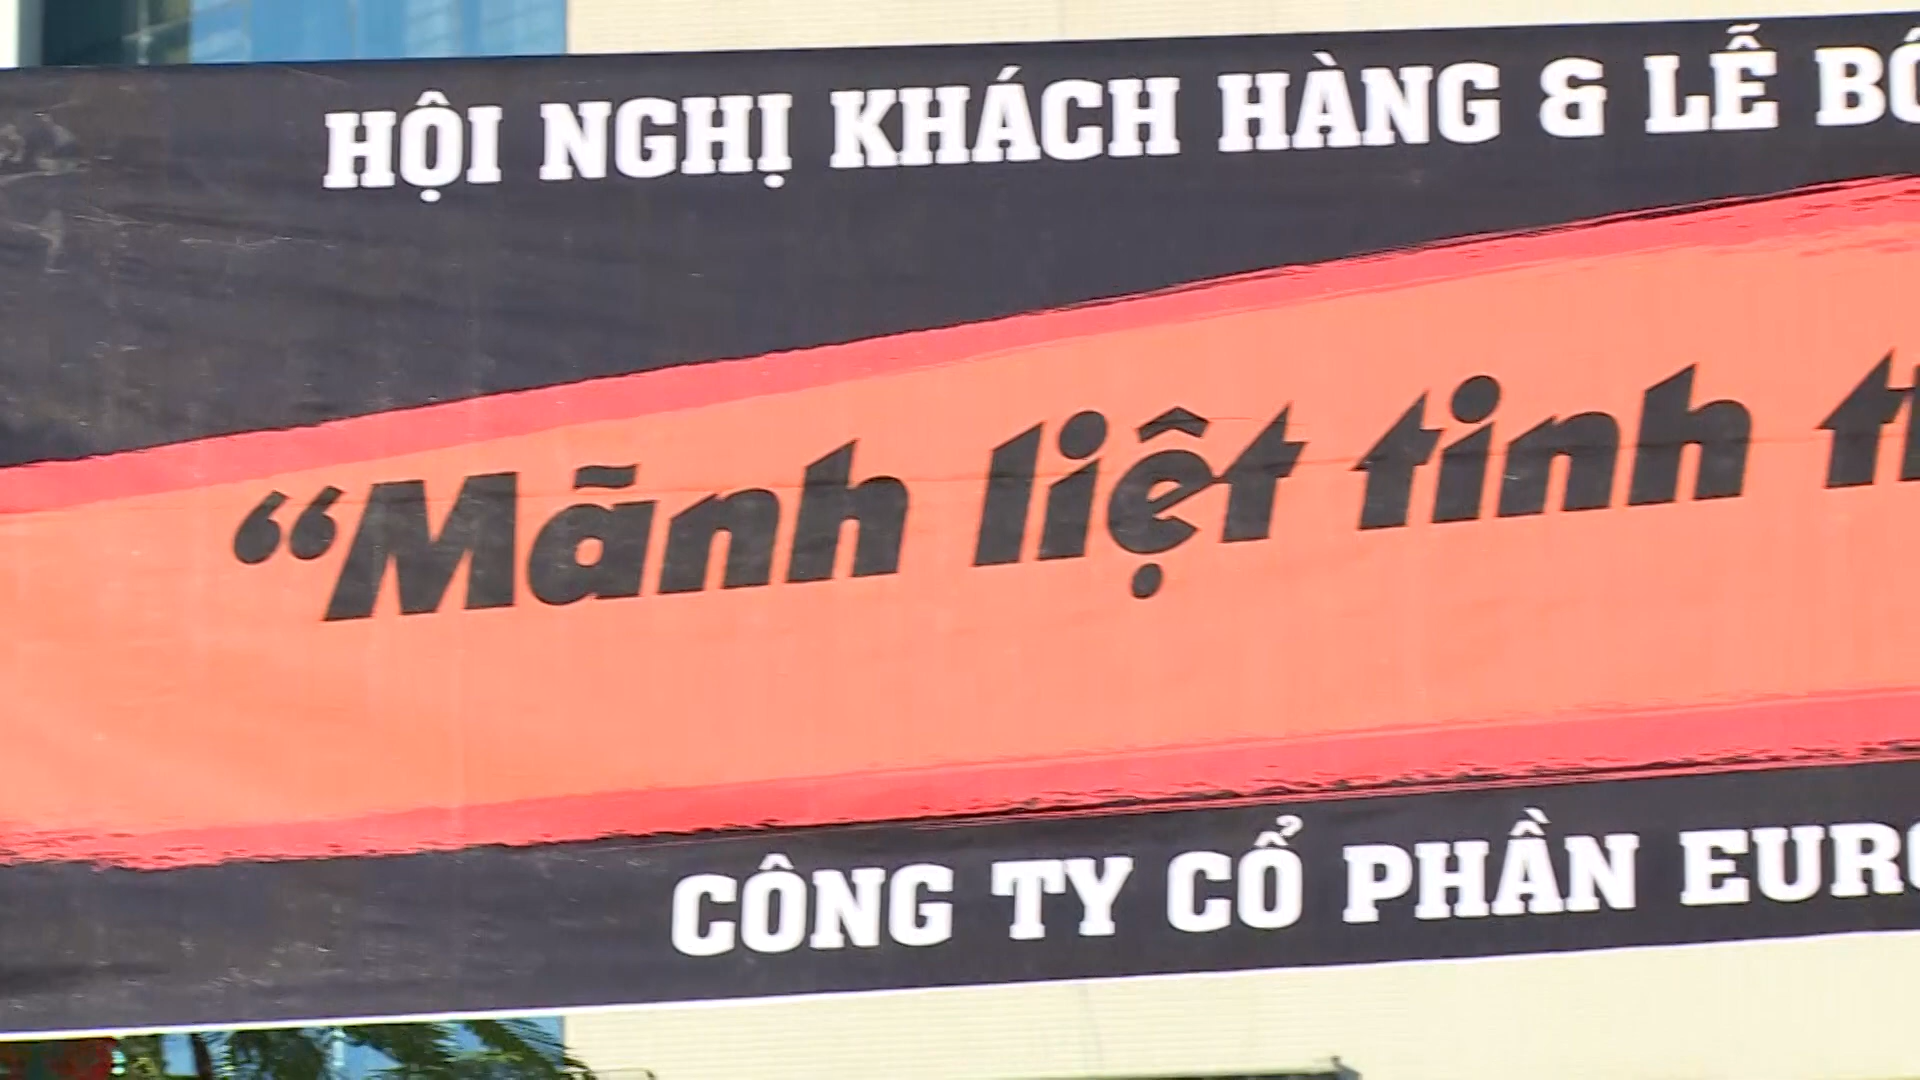 HỘI NGHỊ KHÁCH HÀNG & LỄ
“Mãnh liệt tinh
CÔNG TY CỔ PHẦN